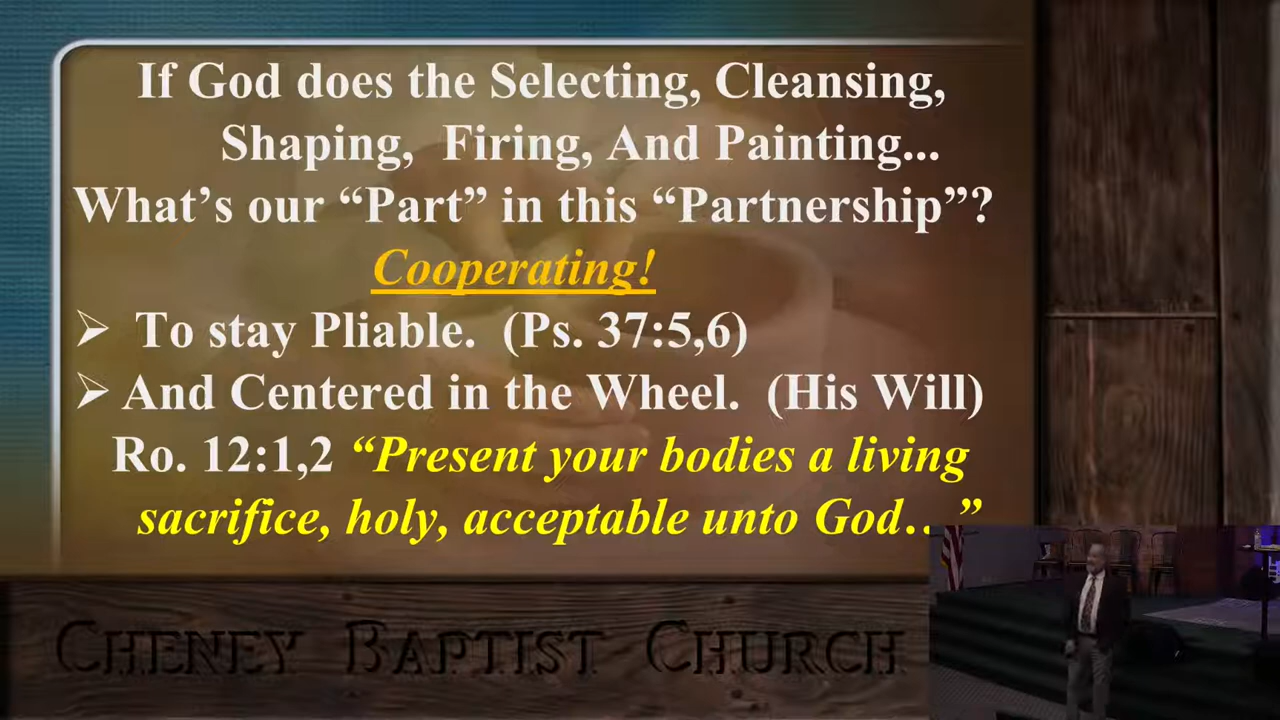 If God does the Selecting, Cleansing,
Shaping, Firing, And Painting...
What’s our “Part” in this “Partnership”?
Cooperating!
➢ To stay Pliable. (Ps. 37:5,6)
➢ And Centered in the Wheel. (His Will)
Ro. 12:1,2 “Present your bodies a living
sacrifice, holy, acceptable unto God. . ”
CHENEY BAPTIST CHURCH